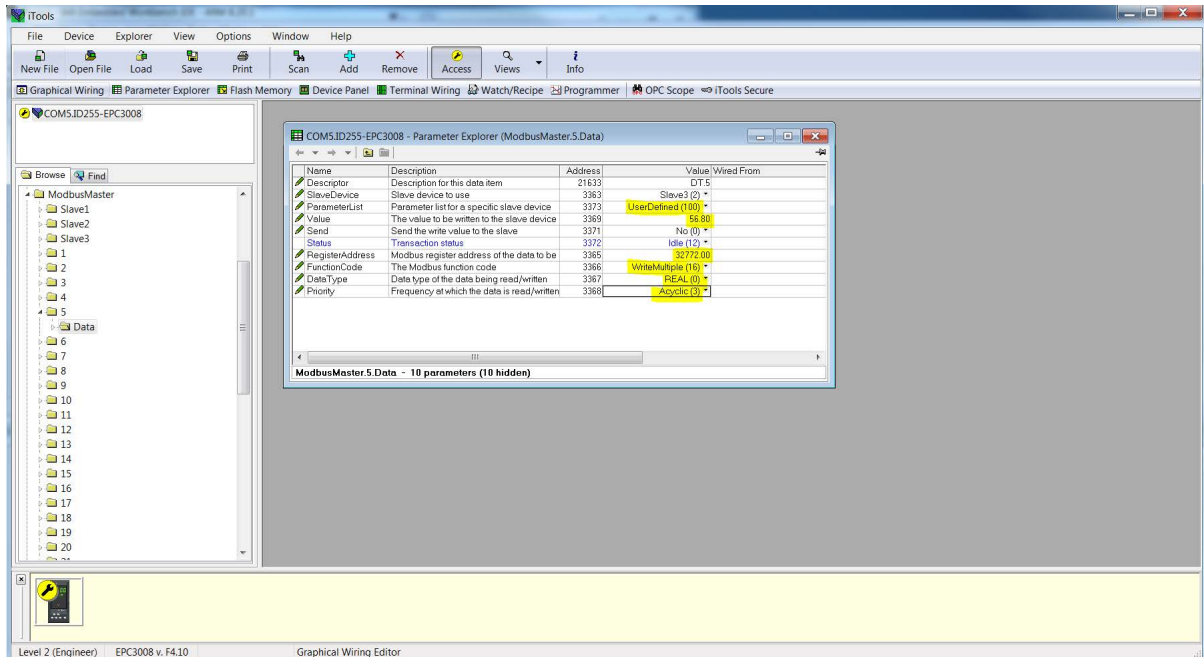 iTools
File Device Explorer View Options Window Help
New File Open File Load Save Print Scan Add Remove Access Views Info
Graphical Wiring Parameter Explorer Flash Memory Device Panel Terminal Wiring Watch/Recipe Programmer OPC Scope iTools Secure
COM5.ID255-EPC3008
Browse Find
ModbusMaster
Slave1
Slave2
Slave3
1
2
3
4
5
Data
6
7
8
9
10
11
12
13
14
15
16
17
18
19
20
COM5.ID255-EPC3008 - Parameter Explorer (ModbusMaster.5.Data)
Name Description Address Value Wired From
Descriptor Description for this data item 21633 DT.5
SlaveDevice Slave device to use 3363 Slave3 (2)
ParameterList Parameter list for a specific slave device 3373 UserDefined (100)
Value The value to be written to the slave device 3369 56.80
Send Send the write value to the slave 3371 No (0)
Status Transaction status 3372 Idle (12)
RegisterAddress Modbus register address of the data to be 3365 32772.00
FunctionCode The Modbus function code 3366 WriteMultiple (16)
DataType Data type of the data being read/written 3367 REAL (0)
Priority Frequency at which the data is read/written 3368 Acyclic (3)
ModbusMaster.5.Data - 10 parameters (10 hidden)
Level 2 (Engineer) EPC3008 v. F4.10 Graphical Wiring Editor